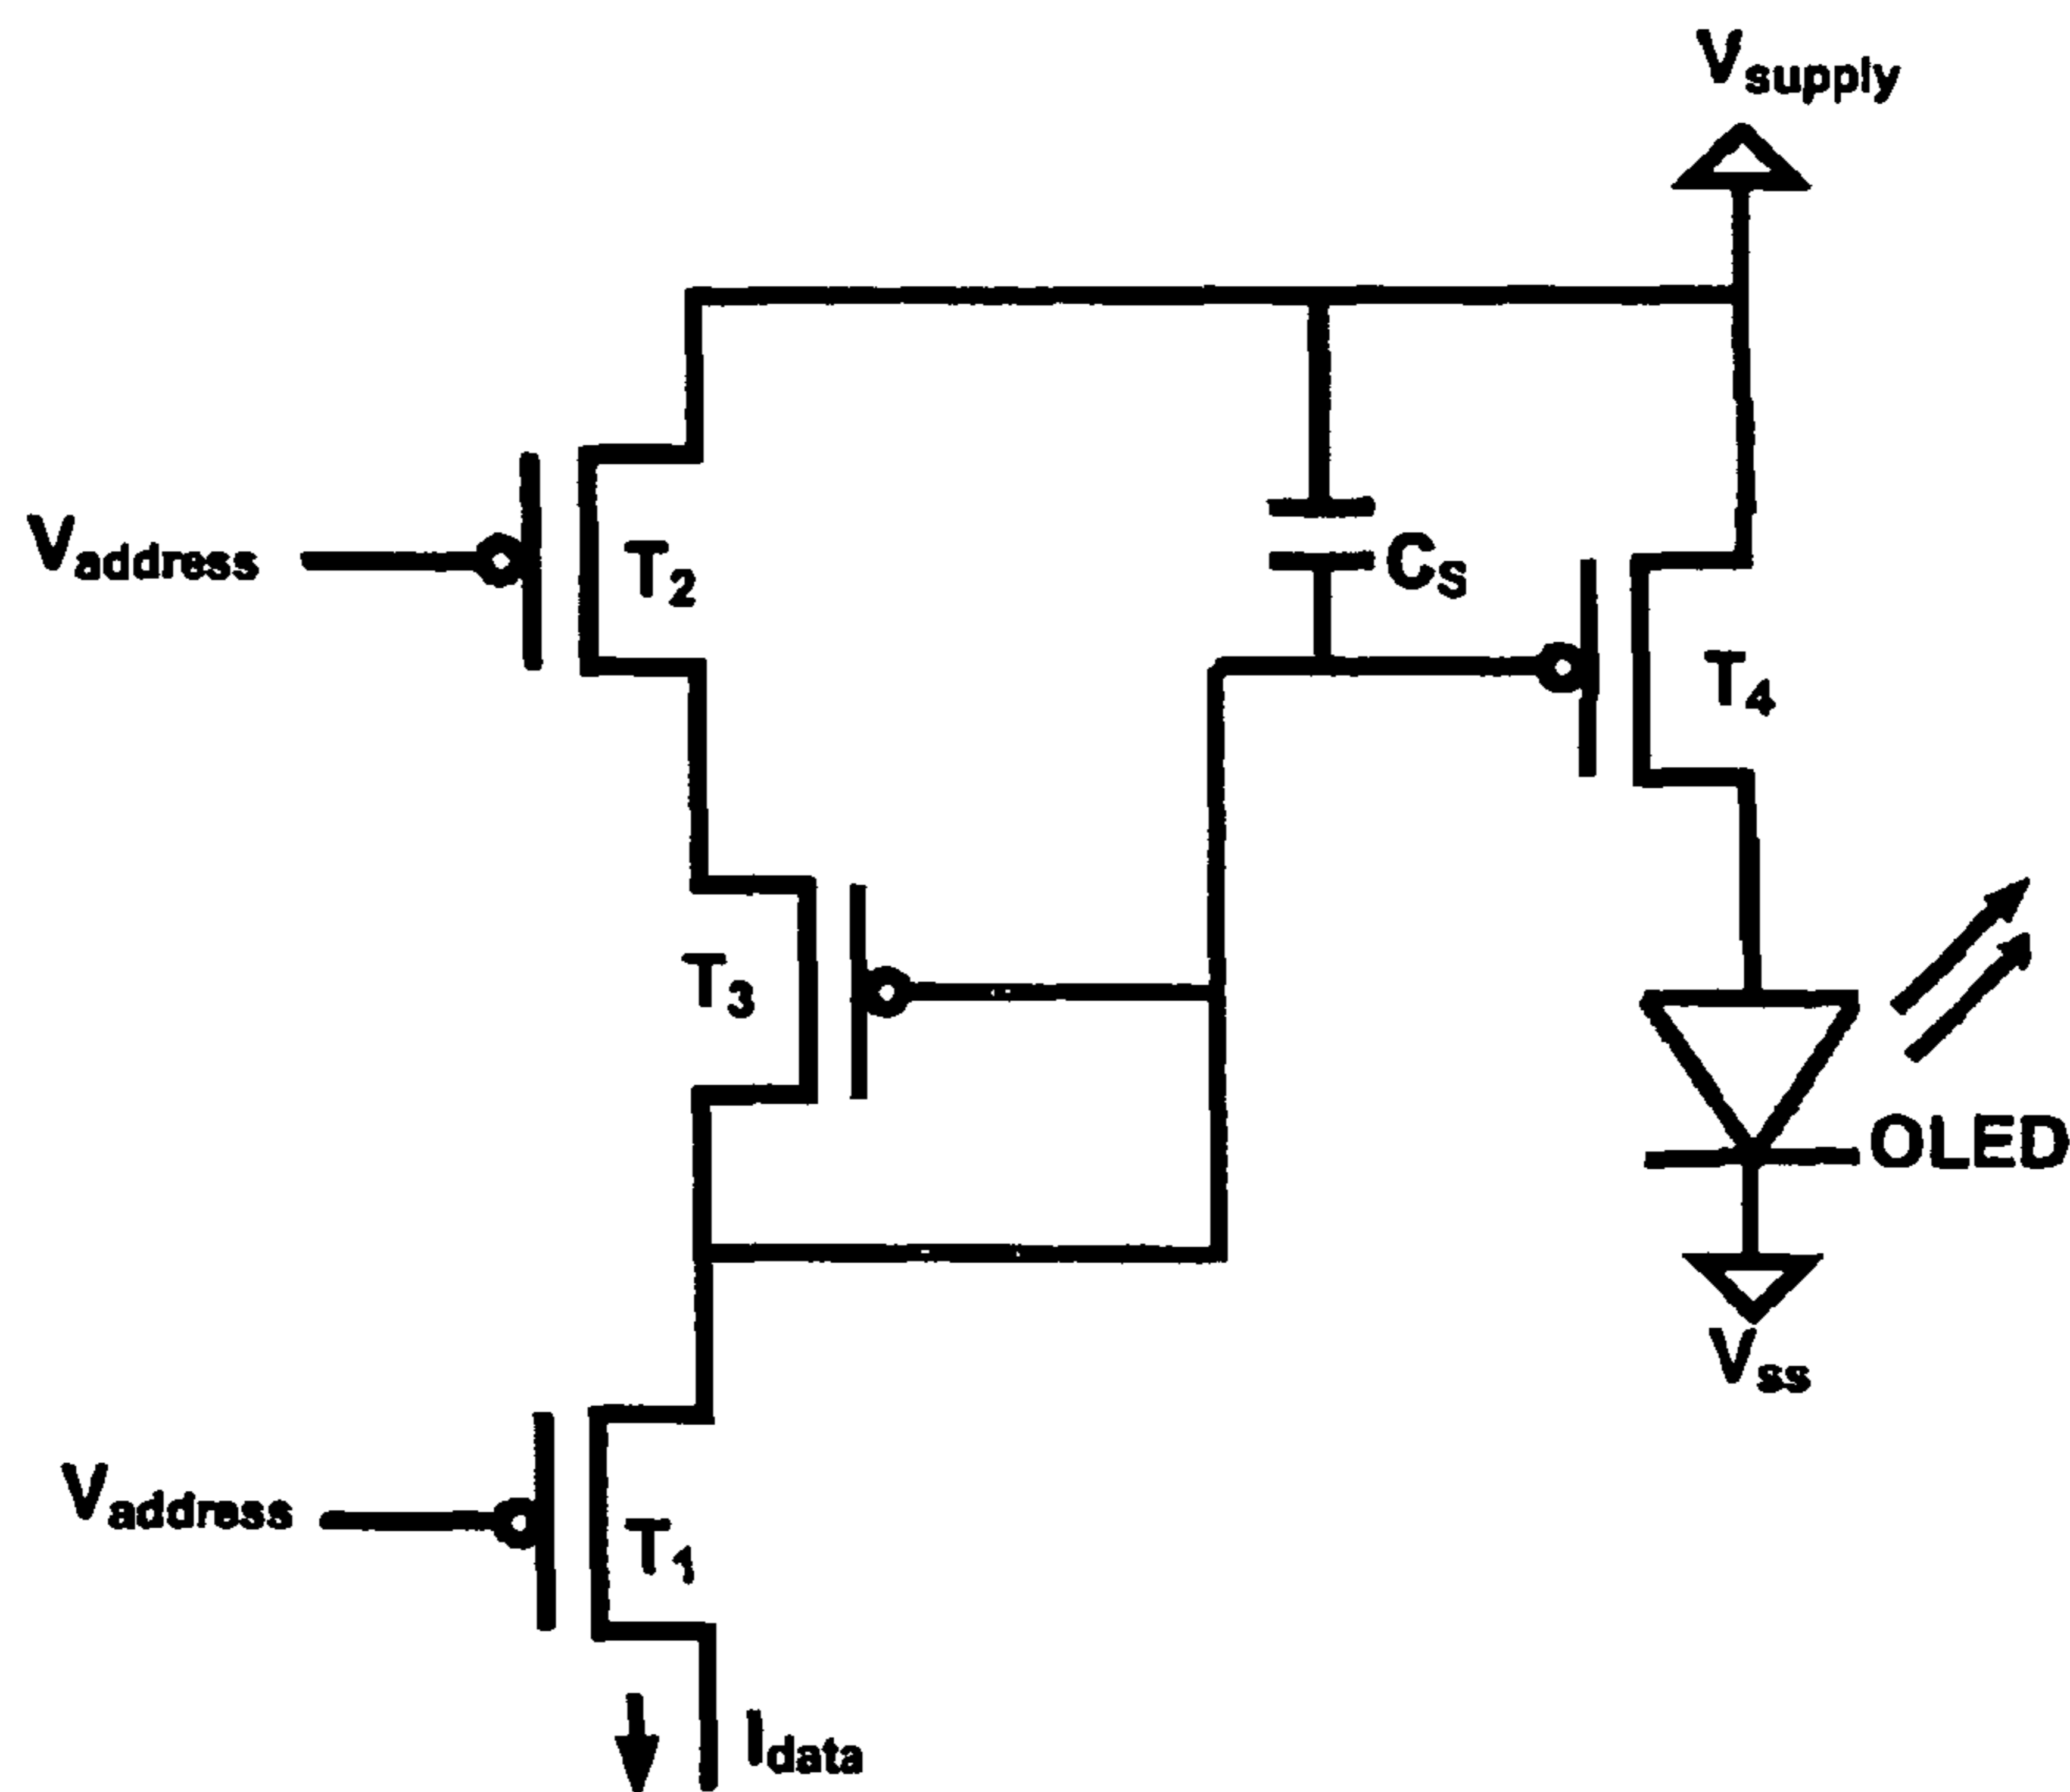 Vsupply
Vaddress
T2
CS
T4
T3
OLED
Vss
Vaddress
T1
Idata